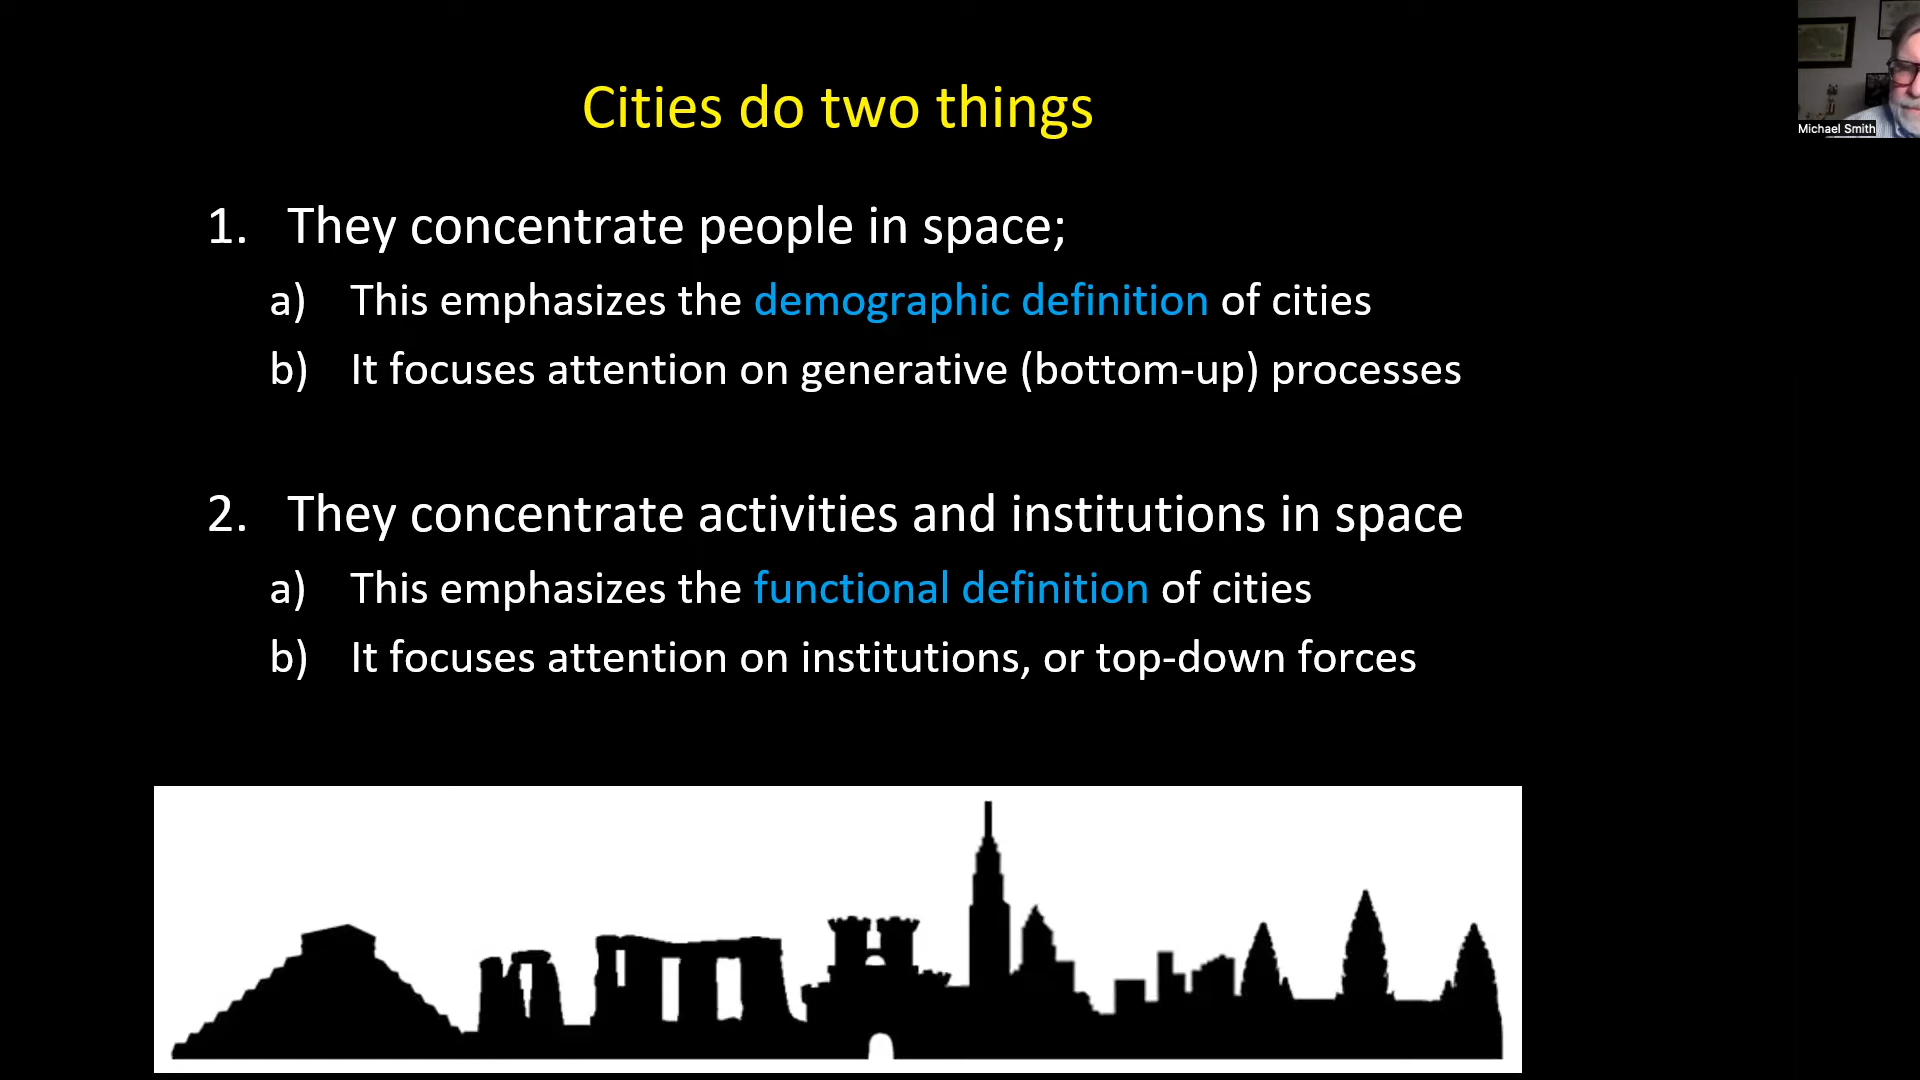 Cities do two things
Michael Smith
1. They concentrate people in space;
a) This emphasizes the demographic definition of cities
b) It focuses attention on generative (bottom-up) processes
2. They concentrate activities and institutions in space
a) This emphasizes the functional definition of cities
b) It focuses attention on institutions, or top-down forces